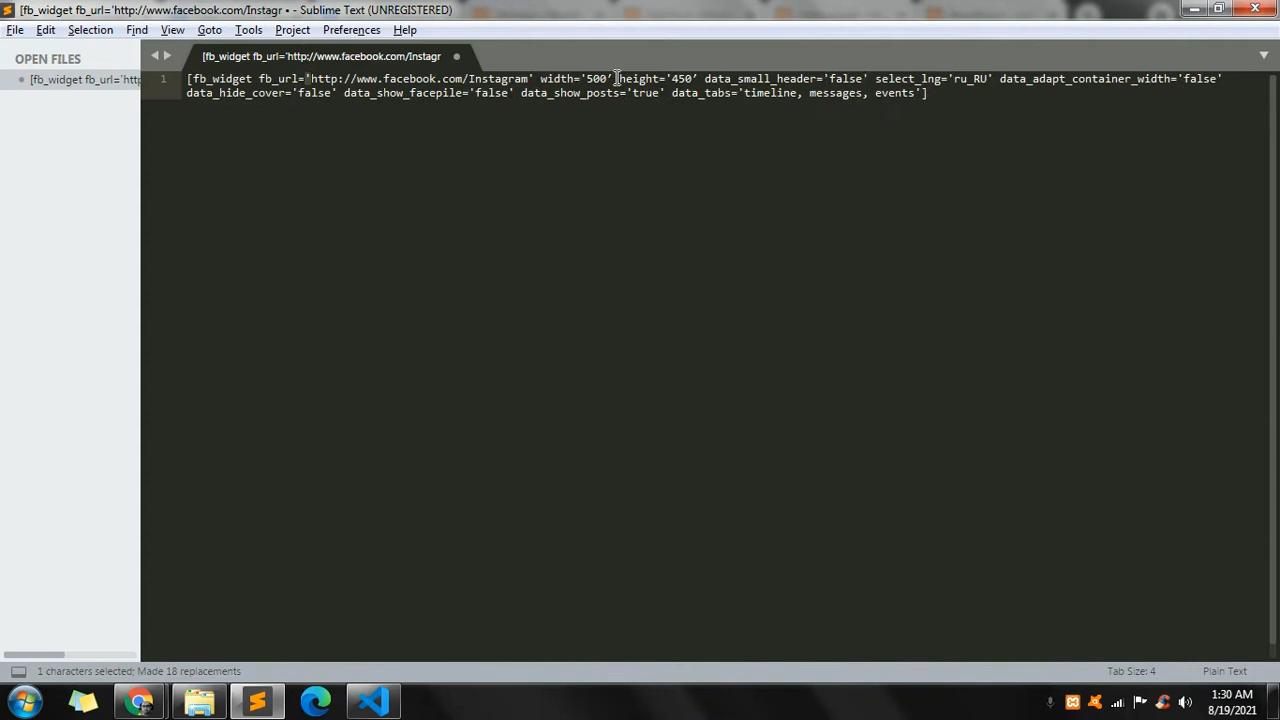 [fb_widget fb_url='http://www.facebook.com/Instagr • - Sublime Text (UNREGISTERED)
File Edit Selection Find View Goto Tools Project Preferences Help
OPEN FILES
[fb_widget fb_url='http
[fb_widget fb_url='http://www.facebook.com/Instagr
1 [fb_widget fb_url='http://www.facebook.com/Instagram' width='500′ height='450′ data_small_header='false' select_lng='ru_RU' data_adapt_container_width='false'
data_hide_cover='false' data_show_facepile='false' data_show_posts='true' data_tabs='timeline, messages, events']
1 characters selected; Made 18 replacements
Tab Size: 4
Plain Text
1:30 AM
8/19/2021